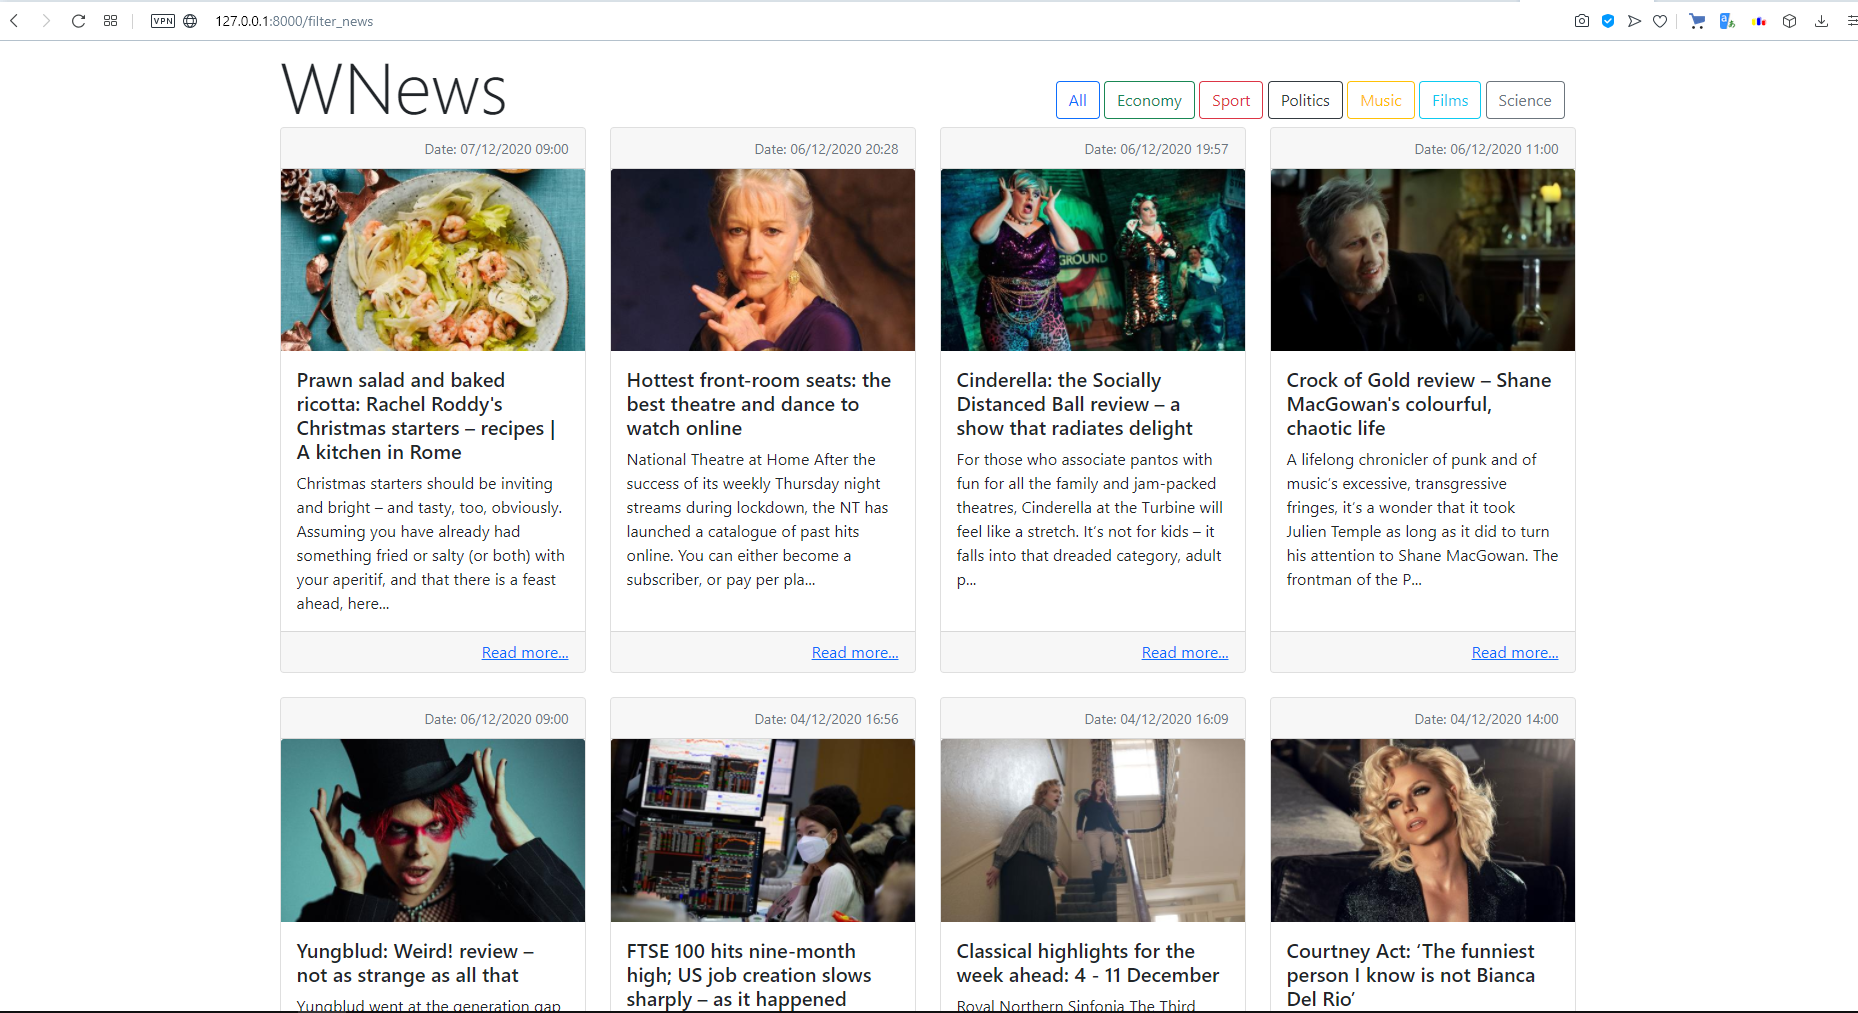 VPN 127.0.0.1:8000/filter_news
WNews
All Economy Sport Politics Music Films Science
Date: 07/12/2020 09:00
Prawn salad and baked
ricotta: Rachel Roddy's
Christmas starters – recipes |
A kitchen in Rome
Christmas starters should be inviting
and bright – and tasty, too, obviously.
Assuming you have already had
something fried or salty (or both) with
your aperitif, and that there is a feast
ahead, here...
Read more...
Date: 06/12/2020 20:28
Hottest front-room seats: the
best theatre and dance to
watch online
National Theatre at Home After the
success of its weekly Thursday night
streams during lockdown, the NT has
launched a catalogue of past hits
online. You can either become a
subscriber, or pay per pla...
Read more...
Date: 06/12/2020 19:57
GROUND
Cinderella: the Socially
Distanced Ball review – a
show that radiates delight
For those who associate pantos with
fun for all the family and jam-packed
theatres, Cinderella at the Turbine will
feel like a stretch. It’s not for kids – it
falls into that dreaded category, adult
p...
Read more...
Date: 06/12/2020 11:00
Crock of Gold review – Shane
MacGowan's colourful,
chaotic life
A lifelong chronicler of punk and of
music’s excessive, transgressive
fringes, it’s a wonder that it took
Julien Temple as long as it did to turn
his attention to Shane MacGowan. The
frontman of the P...
Read more...
Date: 06/12/2020 09:00
Yungblud: Weird! review –
not as strange as all that
Yungblud went at the generation gap
Date: 04/12/2020 16:56
FTSE 100 hits nine-month
high; US job creation slows
sharply – as it happened
Date: 04/12/2020 16:09
Classical highlights for the
week ahead: 4 - 11 December
Royal Northern Sinfonia The Third
Date: 04/12/2020 14:00
Courtney Act: ‘The funniest
person I know is not Bianca
Del Rio’